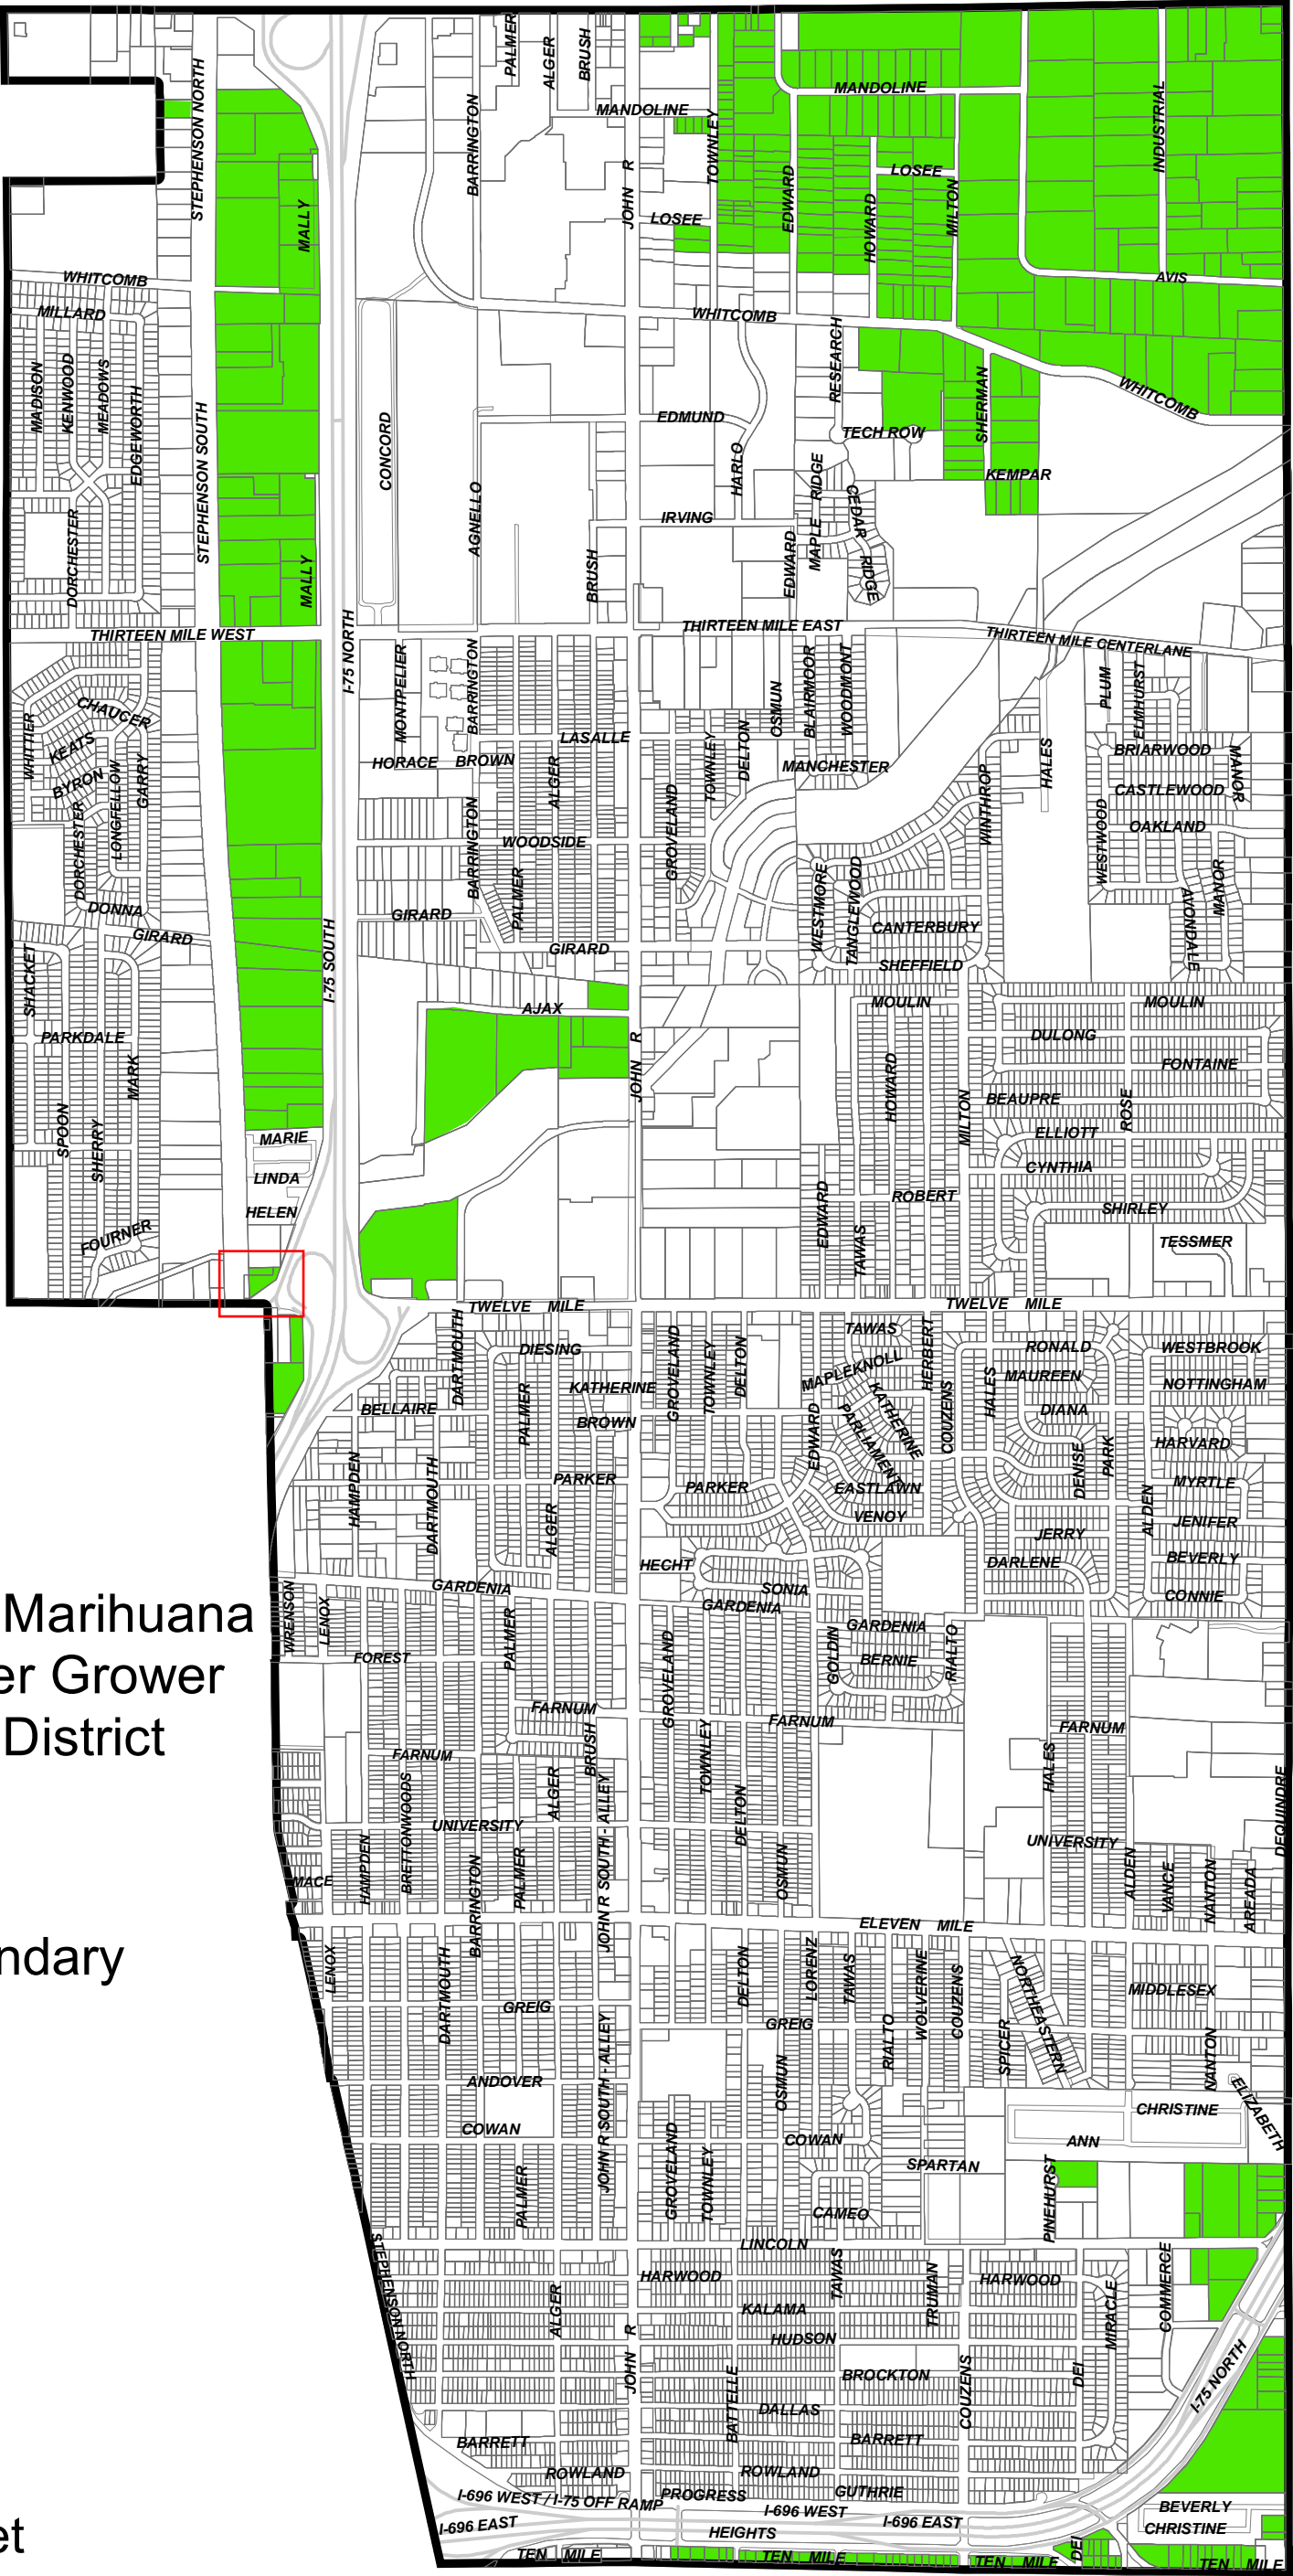 PALMER
ALGER
BRUSH
STEPHENSON NORTH
BARRINGTON
MANDOLINE
MANDOLINE
TOWNLEY
INDUSTRIAL
JOHN R
EDWARD
LOSEE
HOWARD
MILTON
LOSEE
MALLY
WHITCOMB
AVIS
MILLARD
WHITCOMB
RESEARCH
MADISON
KENWOOD
MEADOWS
EDGEWORTH
STEPHENSON SOUTH
CONCORD
EDMUND
SHERMAN
WHITCOMB
TECH ROW
HARLO
KEMPAR
AGNELLO
IRVING
MAPLE RIDGE
CEDAR RIDGE
DORCHESTER
MALLY
BRUSH
EDWARD
I-75 NORTH
THIRTEEN MILE WEST
THIRTEEN MILE EAST
THIRTEEN MILE CENTERLANE
MONTPELIER
BARRINGTON
OSMUN
BLAIRMOOR
WOODMONT
PLUM
ELMHURST
WHITTIER
CHAUCER
KEATS
BYRON
LONGFELLOW
GARRY
DORCHESTER
LASALLE
HORACE BROWN
ALGER
TOWNLEY
DELTON
MANCHESTER
HALES
BRIARWOOD
MANOR
CASTLEWOOD
GROVELAND
WINTHROP
OAKLAND
WESTWOOD
BARRINGTON
WOODSIDE
PALMER
WESTMORE
TANGLEWOOD
MANOR
AVONDALE
DONNA
GIRARD
GIRARD
GIRARD
CANTERBURY
SHEFFIELD
SHACKET
I-75 SOUTH
AJAX
MOULIN
MOULIN
PARKDALE
MARK
JOHN R
DULONG
FONTAINE
HOWARD
BEAUPRE
MILTON
ROSE
SPOON
SHERRY
MARIE
ELLIOTT
LINDA
CYNTHIA
HELEN
EDWARD
ROBERT
SHIRLEY
TAWAS
FOURNER
TESSMER
TWELVE MILE
TWELVE MILE
DARTMOUTH
DIESING
GROVELAND
TOWNLEY
DELTON
TAWAS
HERBERT
RONALD
WESTBROOK
KATHERINE
MAPLEKNOLL
HALES
MAUREEN
NOTTINGHAM
BELLAIRE
PALMER
BROWN
EDWARD
KATHERINE
PARLIAMENT
COUZENS
DIANA
HARVARD
DENISE
PARK
HAMPDEN
DARTMOUTH
PARKER
PARKER
EASTLAWN
MYRTLE
ALGER
VENOY
ALDEN
JENIFER
JERRY
HECHT
DARLENE
BEVERLY
WRENSON
LENOX
GARDENIA
SONIA
GARDENIA
CONNIE
Marihuana
er Grower
District
PALMER
GROVELAND
GOLDIN
GARDENIA
RIALTO
FOREST
BERNIE
FARNUM
FARNUM
FARNUM
FARNUM
BRUSH
TOWNLEY
HALES
BRETTONWOODS
ALGER
JOHN R SOUTH - ALLEY
DELTON
DEQUINDRE
UNIVERSITY
UNIVERSITY
MACE
HAMPDEN
BARRINGTON
PALMER
OSMUN
ALDEN
VANCE
NANTON
AREADA
ELEVEN MILE
ndary
LENOX
DARTMOUTH
DELTON
LORENZ
TAWAS
WOLVERINE
COUZENS
NORTHEASTERN
MIDDLESEX
GREIG
GREIG
RIALTO
SPICER
NANTON
ANDOVER
JOHN R SOUTH - ALLEY
OSMUN
ELIZABETH
CHRISTINE
COWAN
COWAN
ANN
GROVELAND
TOWNLEY
SPARTAN
PINEHURST
PALMER
CAMEO
STEPHENSON NORTH
LINCOLN
HARWOOD
TAWAS
TRUMAN
HARWOOD
COMMERCE
MIRACLE
KALAMA
ALGER
HUDSON
JOHN R
BROCKTON
COUZENS
DEI
BATTELLE
I-75 NORTH
DALLAS
BARRETT
BARRETT
ROWLAND
ROWLAND
PROGRESS
GUTHRIE
I-696 WEST / I-75 OFF RAMP
I-696 WEST
I-696 EAST
I-696 EAST
HEIGHTS
BEVERLY
CHRISTINE
DEI
et
TEN MILE
TEN MILE
TEN MILE
TEN MILE